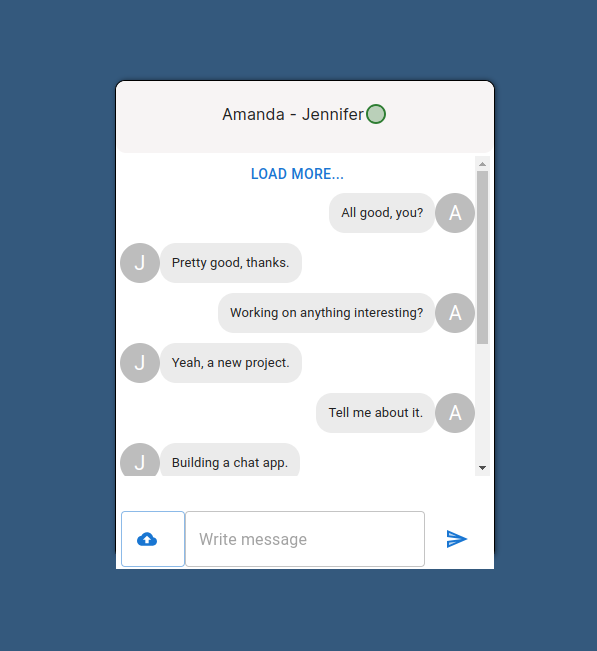 Amanda - Jennifer
LOAD MORE...
All good, you?
A
J
Pretty good, thanks.
Working on anything interesting?
A
J
Yeah, a new project.
Tell me about it.
A
J
Building a chat app.
Write message